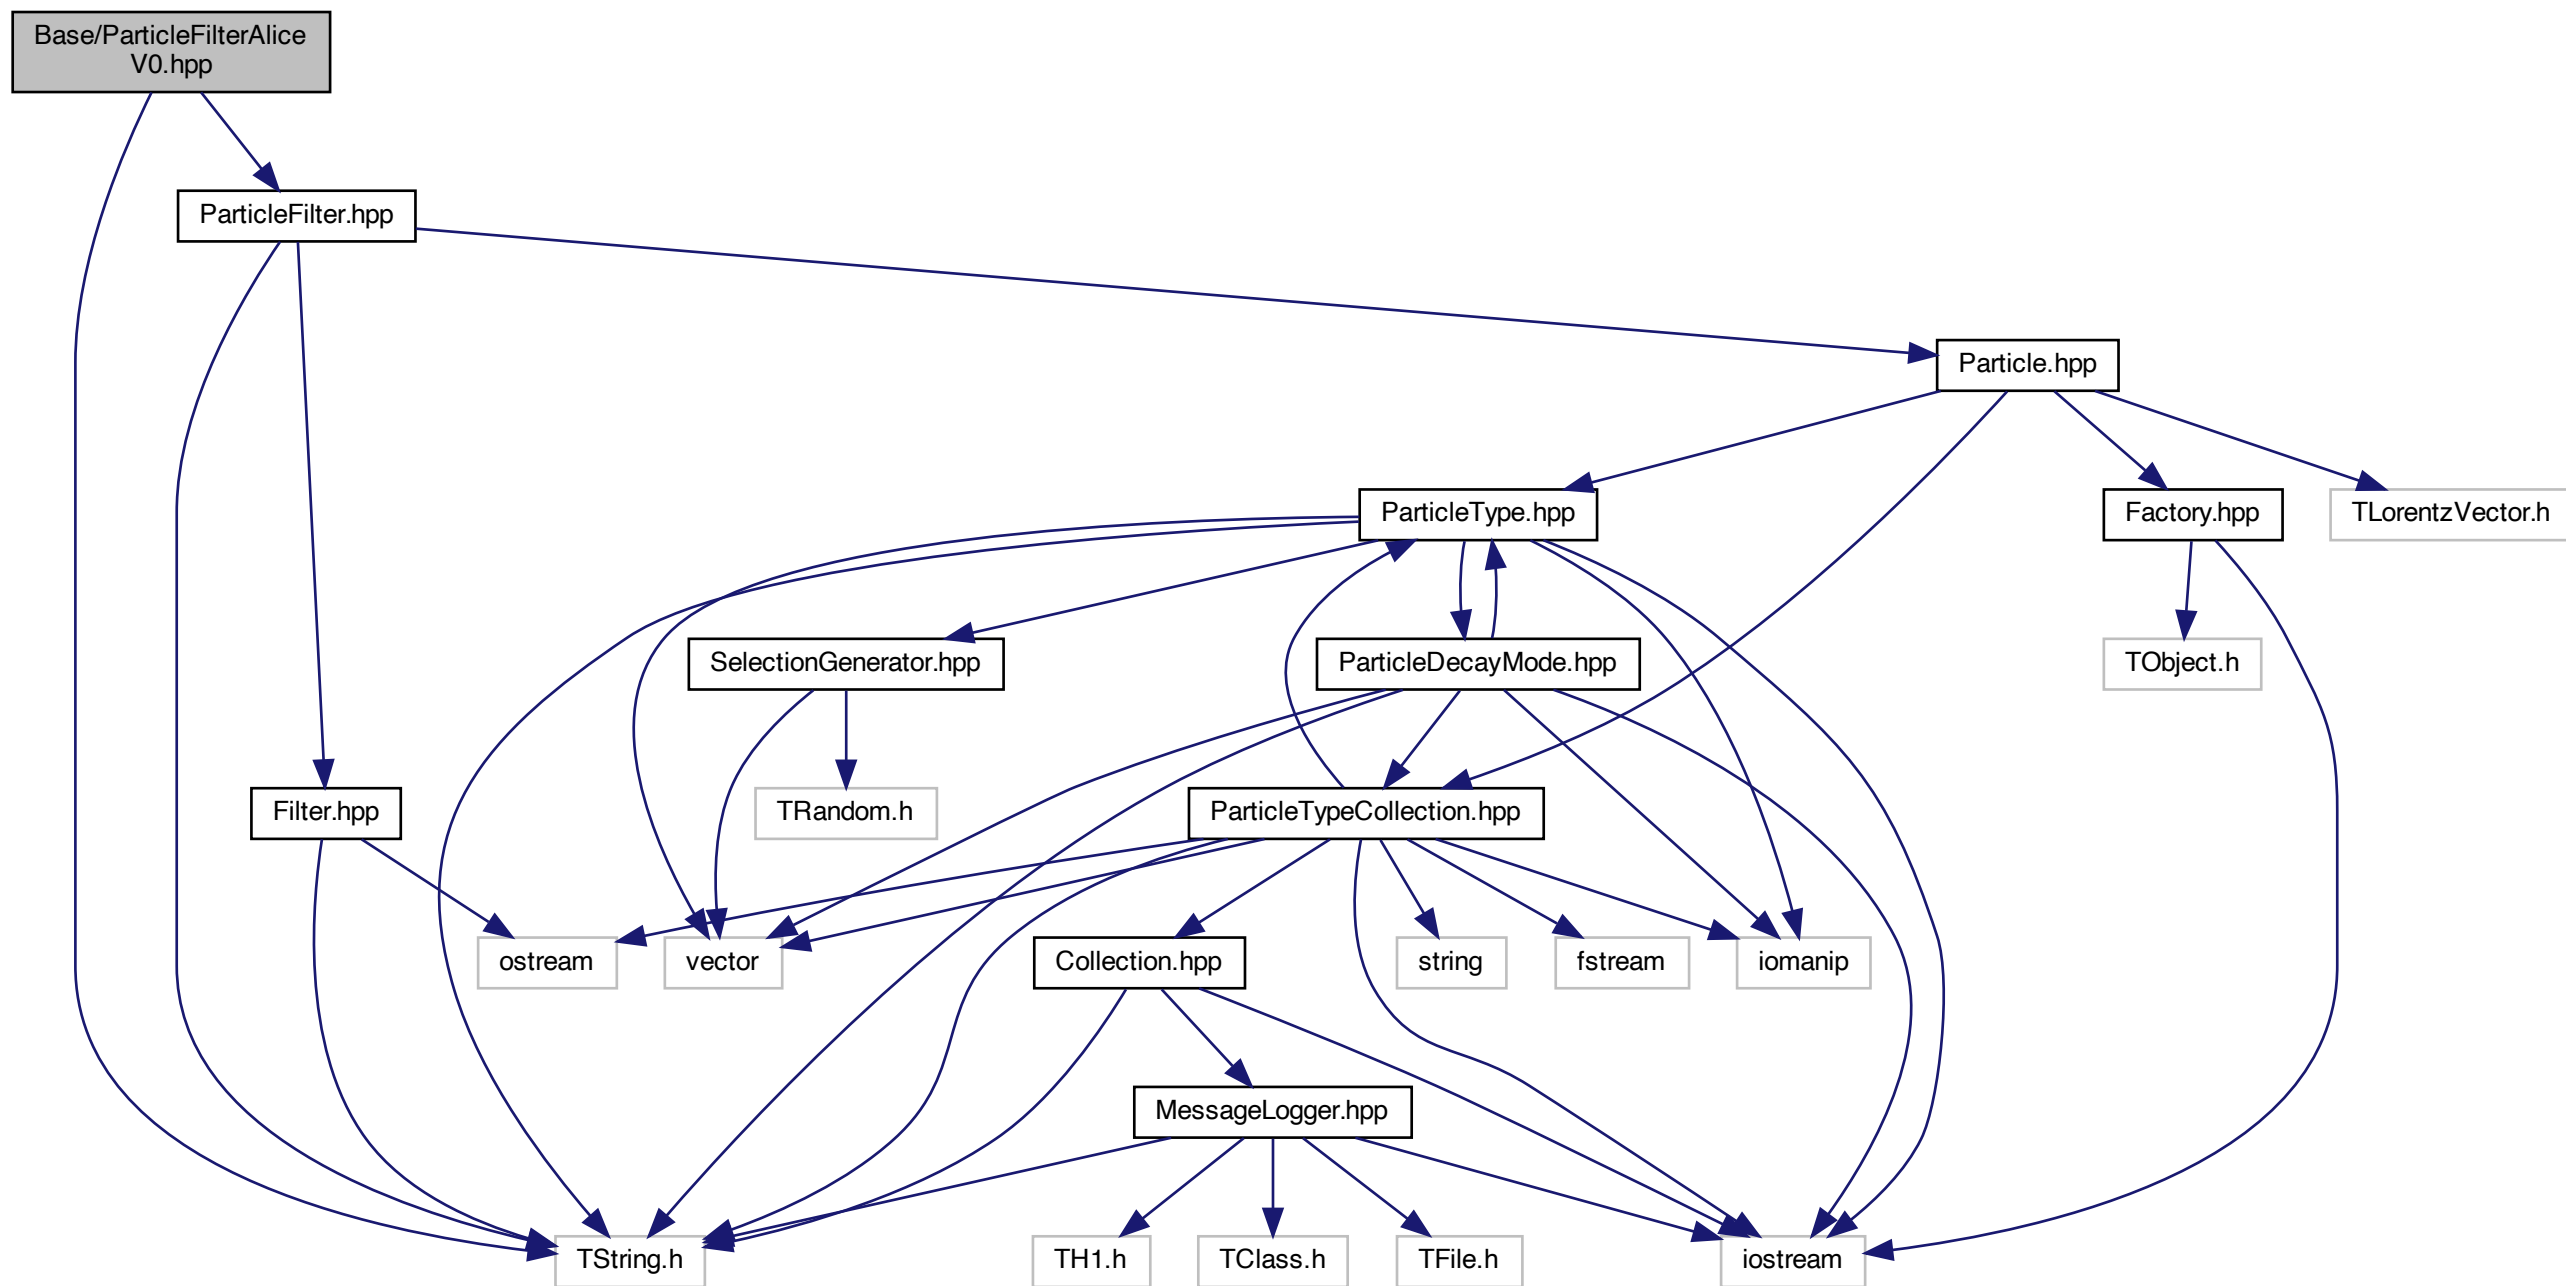 Base/ParticleFilterAlice
V0.hpp
ParticleFilter.hpp
Particle.hpp
ParticleType.hpp
Factory.hpp
TLorentzVector.h
SelectionGenerator.hpp
ParticleDecayMode.hpp
TObject.h
Filter.hpp
TRandom.h
ParticleTypeCollection.hpp
ostream
vector
Collection.hpp
string
fstream
iomanip
MessageLogger.hpp
TString.h
TH1.h
TClass.h
TFile.h
iostream